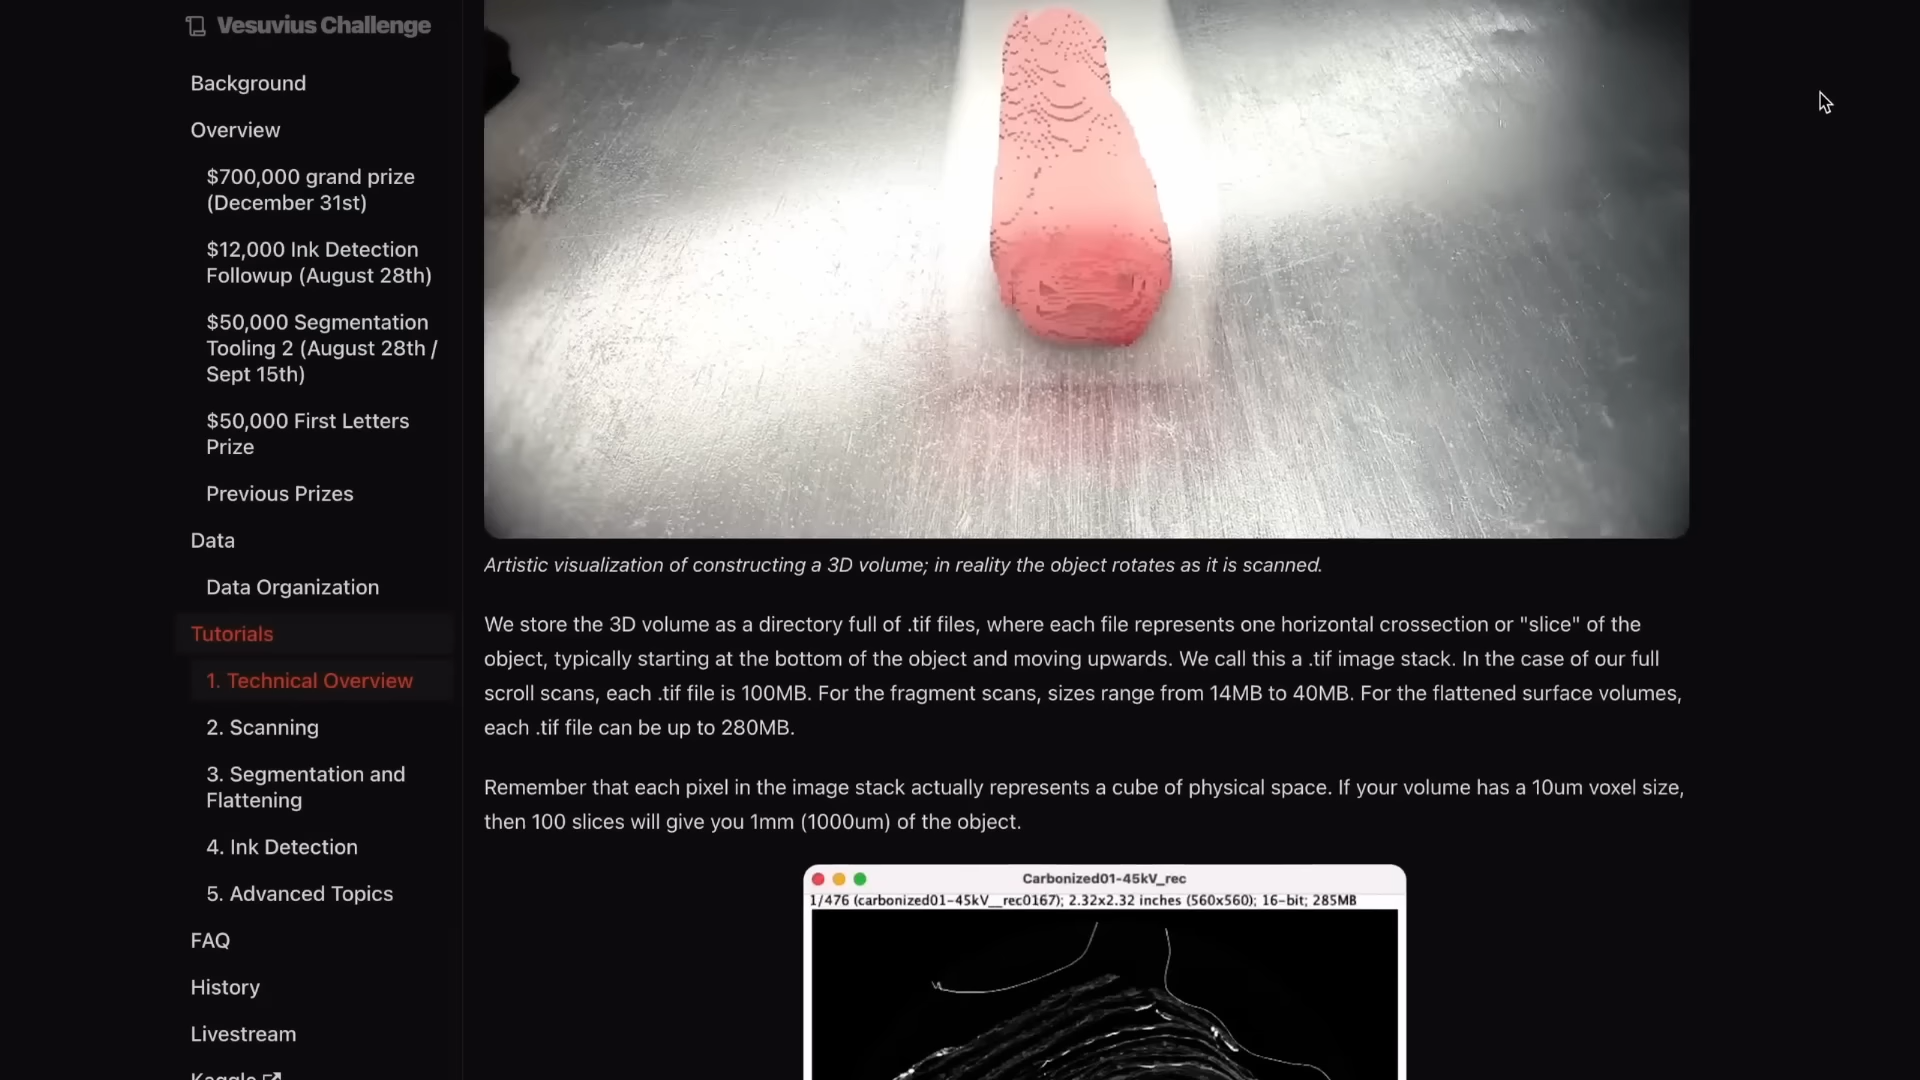 Vesuvius Challenge
Background
Overview
$700,000 grand prize
(December 31st)
$12,000 Ink Detection
Followup (August 28th)
$50,000 Segmentation
Tooling 2 (August 28th /
Sept 15th)
$50,000 First Letters
Prize
Previous Prizes
Data
Data Organization
Tutorials
1. Technical Overview
2. Scanning
3. Segmentation and
Flattening
4. Ink Detection
5. Advanced Topics
FAQ
History
Livestream
Kaggle
Artistic visualization of constructing a 3D volume; in reality the object rotates as it is scanned.
We store the 3D volume as a directory full of .tif files, where each file represents one horizontal crossection or "slice" of the
object, typically starting at the bottom of the object and moving upwards. We call this a .tif image stack. In the case of our full
scroll scans, each .tif file is 100MB. For the fragment scans, sizes range from 14MB to 40MB. For the flattened surface volumes,
each .tif file can be up to 280MB.
Remember that each pixel in the image stack actually represents a cube of physical space. If your volume has a 10um voxel size,
then 100 slices will give you 1mm (1000um) of the object.
Carbonized01-45kV_rec
1/476 (carbonized01-45kV__rec0167); 2.32x2.32 inches (560x560); 16-bit; 285MB